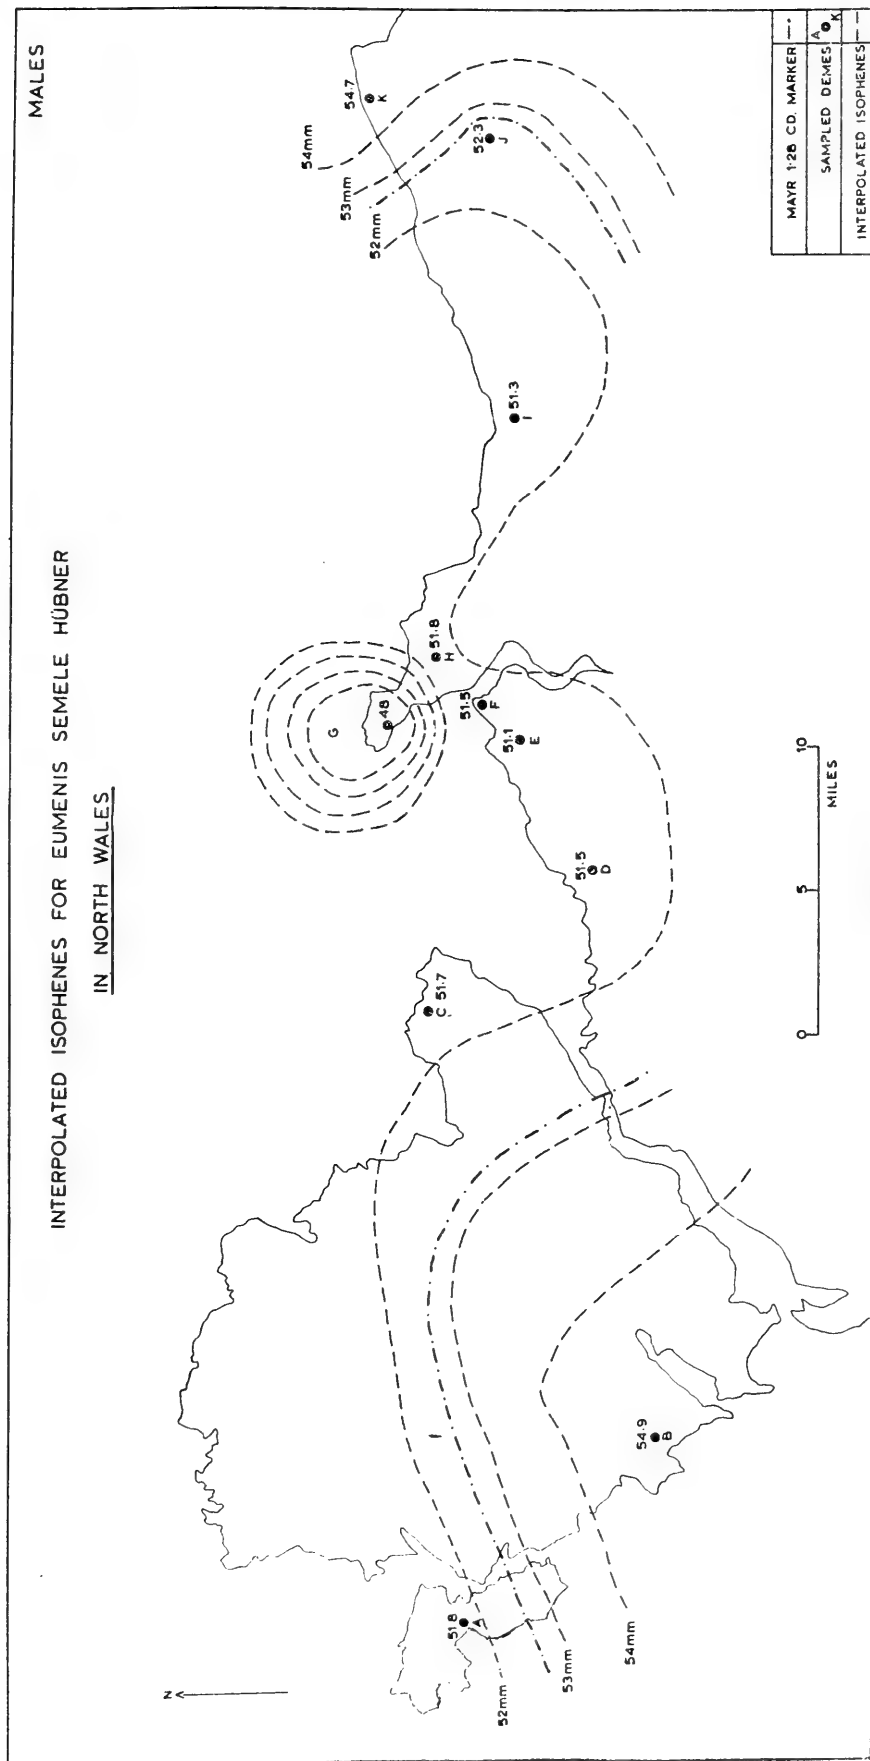 MALES
INTERPOLATED ISOPHENES FOR EUMENIS SEMELE HÜBNER
IN NORTH WALES
N
52mm
53mm
54mm
51.8
A
54.9
B
C 51.7
51.5
D
51.1
E
51.5
F
G
48
51.8
H
51.3
I
52.3
J
54.7
K
52mm
53mm
54mm
0 5 10
MILES
MAYR 1·28 CD. MARKER
SAMPLED DEMES A K
INTERPOLATED ISOPHENES